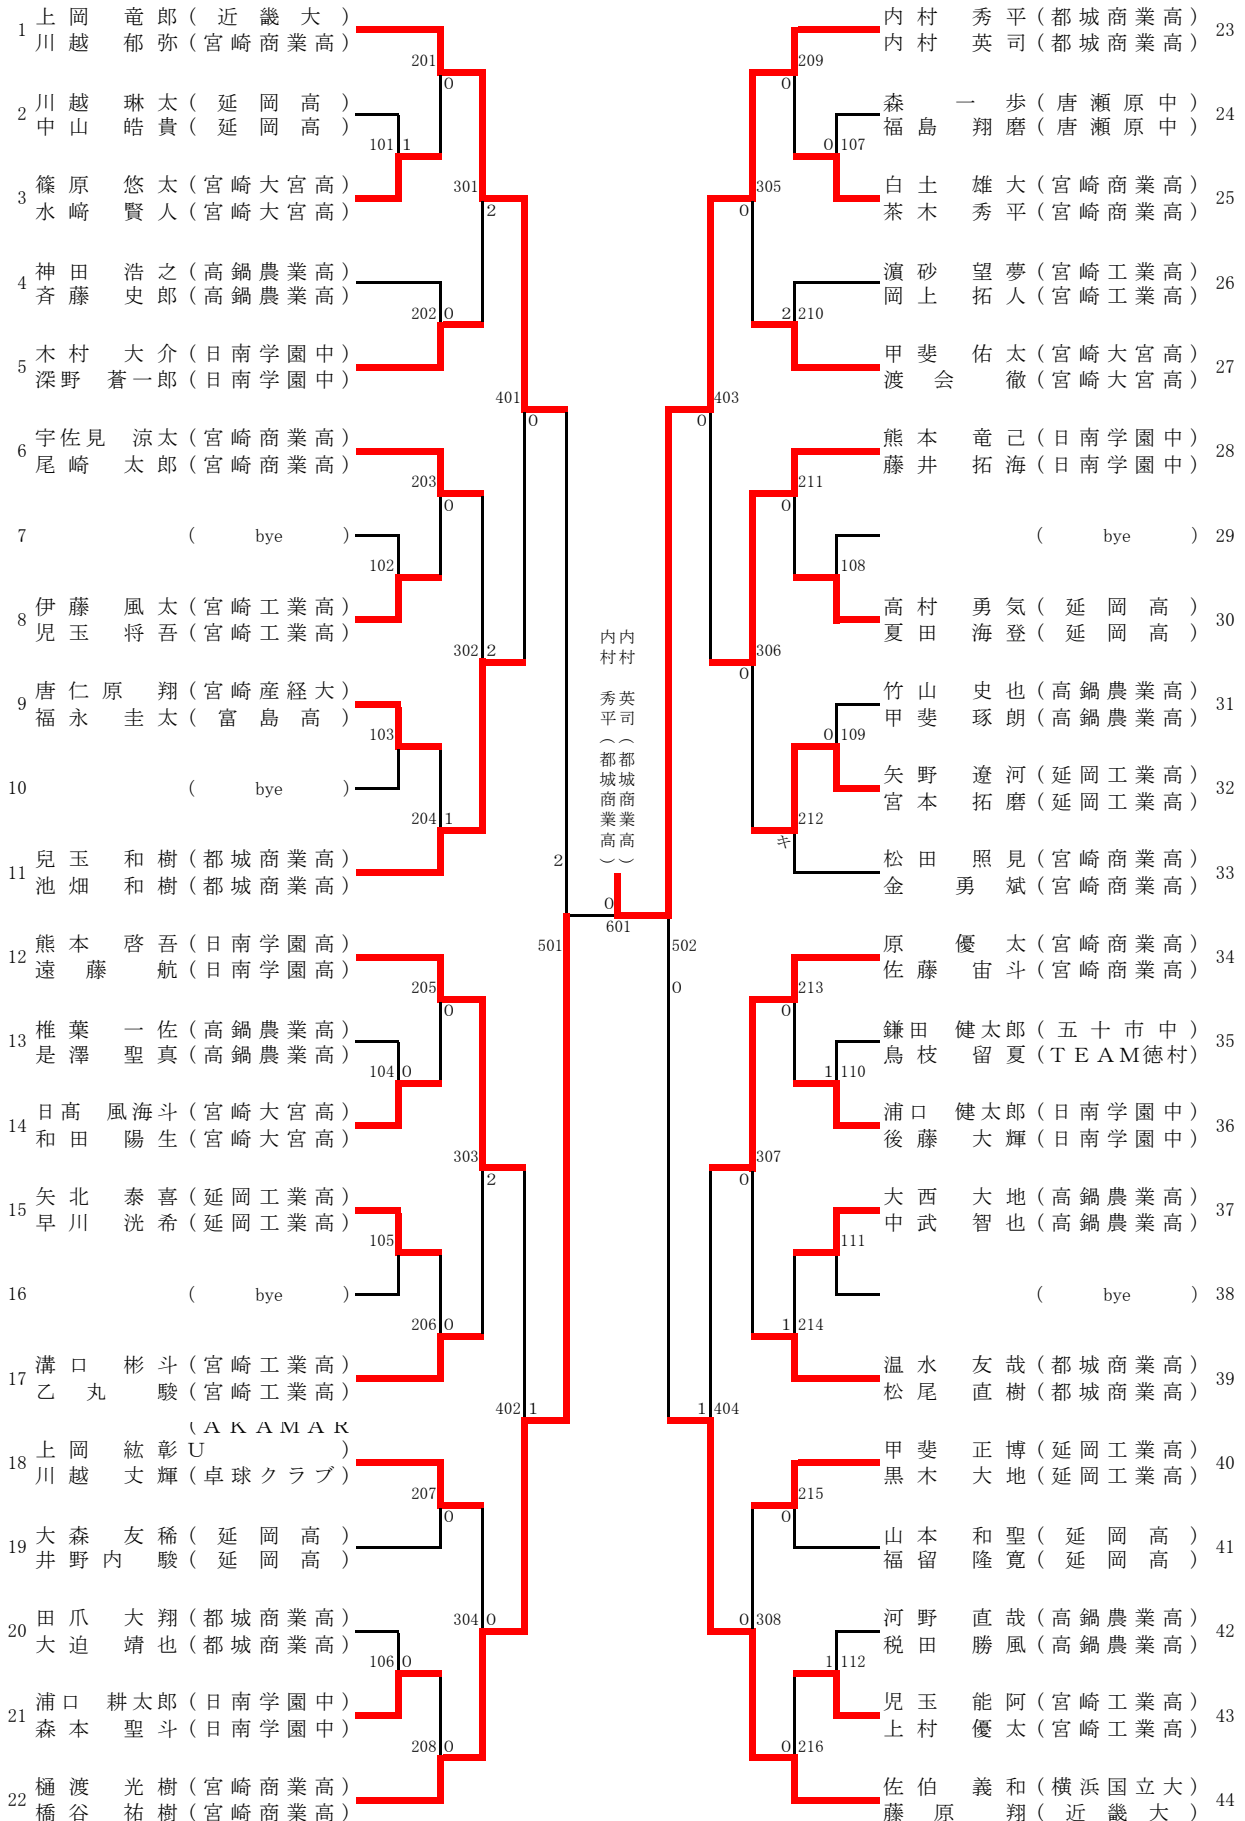 1 上岡 竜郎 (近畿大)
川越 郁弥 (宮崎商業高)
201
0
2 川越 琳太 (延岡高)
中山 皓貴 (延岡高)
101 1
3 篠原 悠太 (宮崎大宮高)
水﨑 賢人 (宮崎大宮高)
301
2
4 神田 浩之 (高鍋農業高)
斉藤 史郎 (高鍋農業高)
202 0
5 木村 大介 (日南学園中)
深野 蒼一郎 (日南学園中)
401
0
6 宇佐見 涼太 (宮崎商業高)
尾崎 太郎 (宮崎商業高)
203
0
7 (bye)
102
8 伊藤 風太 (宮崎工業高)
児玉 将吾 (宮崎工業高)
302 2
9 唐仁原 翔 (宮崎産経大)
福永 圭太 (富島高)
103
10 (bye)
204 1
11 兒玉 和樹 (都城商業高)
池畑 和樹 (都城商業高)
2
501
12 熊本 啓吾 (日南学園高)
遠藤 航 (日南学園高)
205
0
13 椎葉 一佐 (高鍋農業高)
是澤 聖真 (高鍋農業高)
104 0
14 日髙 風海斗 (宮崎大宮高)
和田 陽生 (宮崎大宮高)
303
2
15 矢北 泰喜 (延岡工業高)
早川 洸希 (延岡工業高)
105
16 (bye)
206 0
17 溝口 彬斗 (宮崎工業高)
乙丸 駿 (宮崎工業高)
402 1
(AKAMAR
18 上岡 紘彰 U )
川越 丈輝 (卓球クラブ)
207
0
19 大森 友稀 (延岡高)
井野内 駿 (延岡高)
304 0
20 田爪 大翔 (都城商業高)
大迫 靖也 (都城商業高)
106 0
21 浦口 耕太郎 (日南学園中)
森本 聖斗 (日南学園中)
208 0
22 樋渡 光樹 (宮崎商業高)
橋谷 祐樹 (宮崎商業高)
内村 英司 (都城商業高)
内村 秀平 (都城商業高)
0
601
内村 秀平 (都城商業高) 23
内村 英司 (都城商業高)
209
0
森 一歩 (唐瀬原中) 24
福島 翔磨 (唐瀬原中)
0 107
白土 雄大 (宮崎商業高) 25
茶木 秀平 (宮崎商業高)
305
0
濵砂 望夢 (宮崎工業高) 26
岡上 拓人 (宮崎工業高)
2 210
甲斐 佑太 (宮崎大宮高) 27
渡会 徹 (宮崎大宮高)
403
0
熊本 竜己 (日南学園中) 28
藤井 拓海 (日南学園中)
211
0
(bye) 29
108
高村 勇気 (延岡高) 30
夏田 海登 (延岡高)
306
0
竹山 史也 (高鍋農業高) 31
甲斐 琢朗 (高鍋農業高)
0 109
矢野 遼河 (延岡工業高) 32
宮本 拓磨 (延岡工業高)
212
キ
松田 照見 (宮崎商業高) 33
金 勇斌 (宮崎商業高)
502
0
原 優太 (宮崎商業高) 34
佐藤 宙斗 (宮崎商業高)
213
0
鎌田 健太郎 (五十市中) 35
鳥枝 留夏 (TEAM徳村)
1 110
浦口 健太郎 (日南学園中) 36
後藤 大輝 (日南学園中)
307
0
大西 大地 (高鍋農業高) 37
中武 智也 (高鍋農業高)
111
(bye) 38
1 214
温水 友哉 (都城商業高) 39
松尾 直樹 (都城商業高)
1 404
甲斐 正博 (延岡工業高) 40
黒木 大地 (延岡工業高)
215
0
山本 和聖 (延岡高) 41
福留 隆寛 (延岡高)
0 308
河野 直哉 (高鍋農業高) 42
税田 勝風 (高鍋農業高)
1 112
児玉 能阿 (宮崎工業高) 43
上村 優太 (宮崎工業高)
0 216
佐伯 義和 (横浜国立大) 44
藤原 翔 (近畿大)